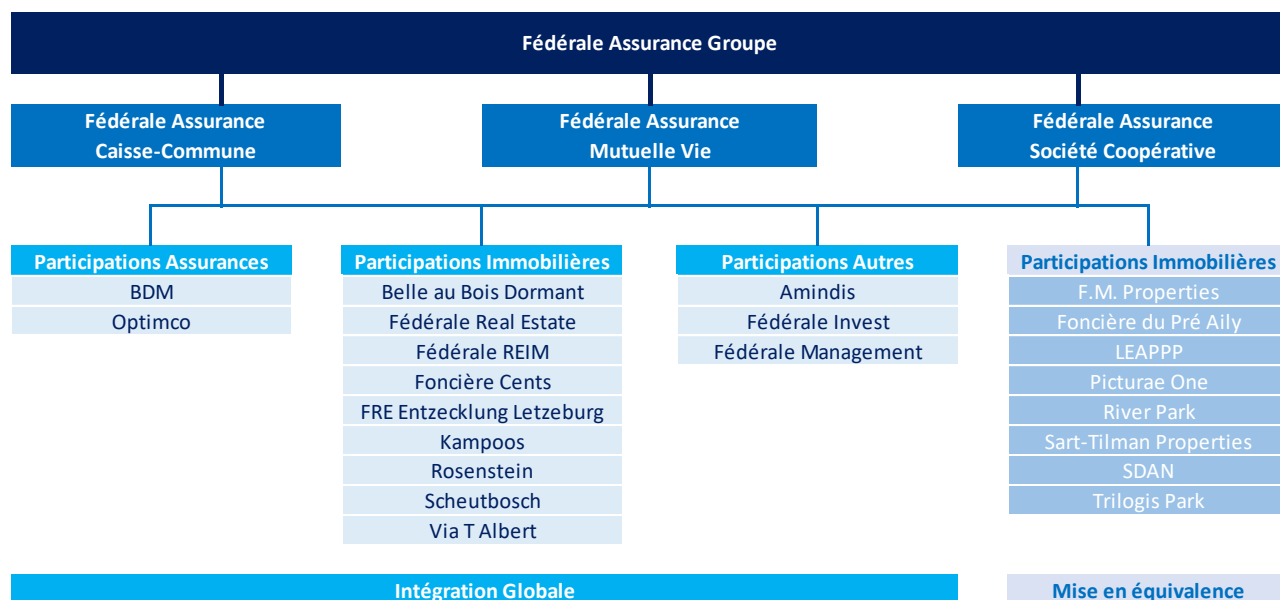 Fédérale Assurance Groupe
Fédérale Assurance
Caisse-Commune
Fédérale Assurance
Mutuelle Vie
Fédérale Assurance
Société Coopérative
Participations Assurances
BDM
Optimco
Participations Immobilières
Belle au Bois Dormant
Fédérale Real Estate
Fédérale REIM
Foncière Cents
FRE Entzecklung Letzeburg
Kampoos
Rosenstein
Scheutbosch
Via T Albert
Participations Autres
Amindis
Fédérale Invest
Fédérale Management
Participations Immobilières
F.M. Properties
Foncière du Pré Aily
LEAPPP
Picturae One
River Park
Sart-Tilman Properties
SDAN
Trilogis Park
Intégration Globale
Mise en équivalence